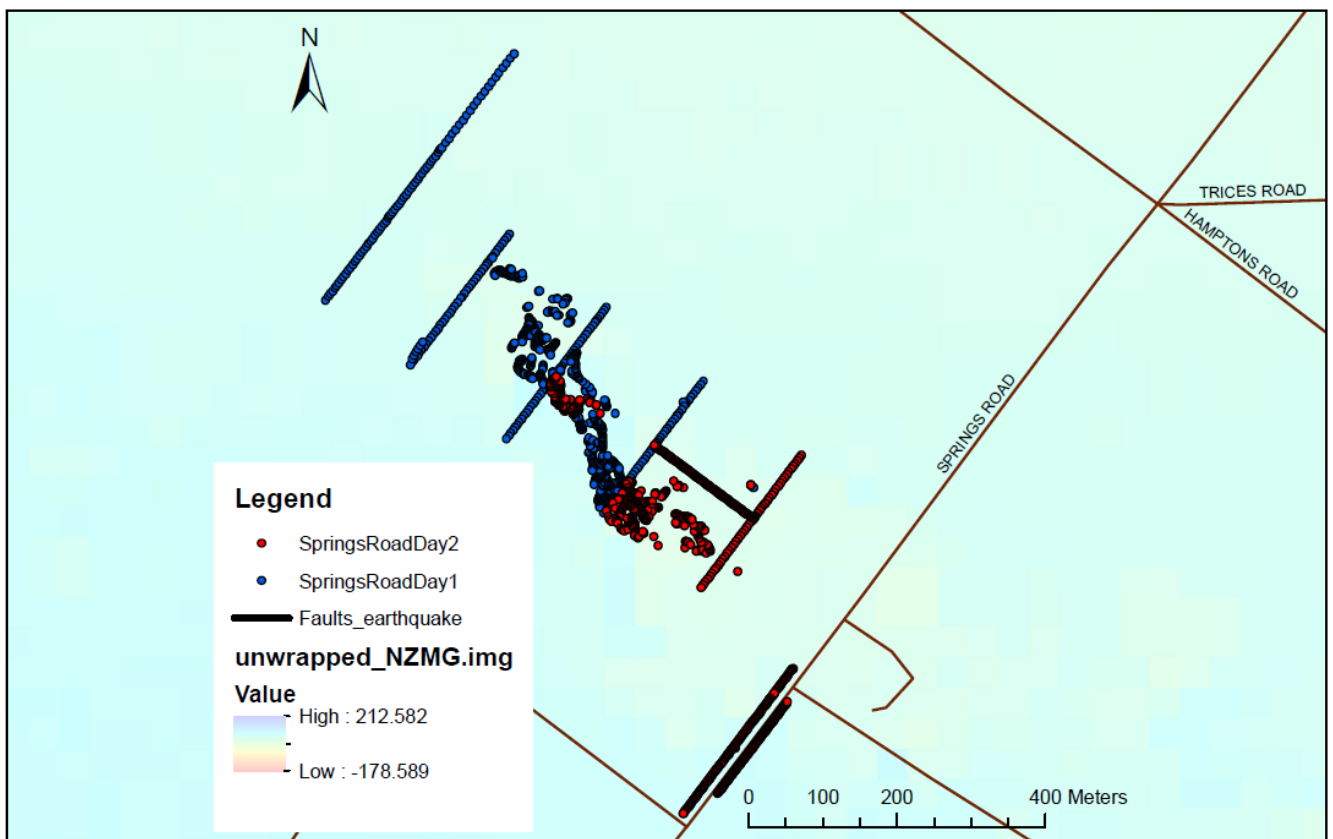 N
TRICES ROAD
HAMPTONS ROAD
SPRINGS ROAD
Legend
SpringsRoadDay2
SpringsRoadDay1
Faults_earthquake
unwrapped_NZMG.img
Value
High : 212.582
Low : -178.589
0 100 200 400 Meters